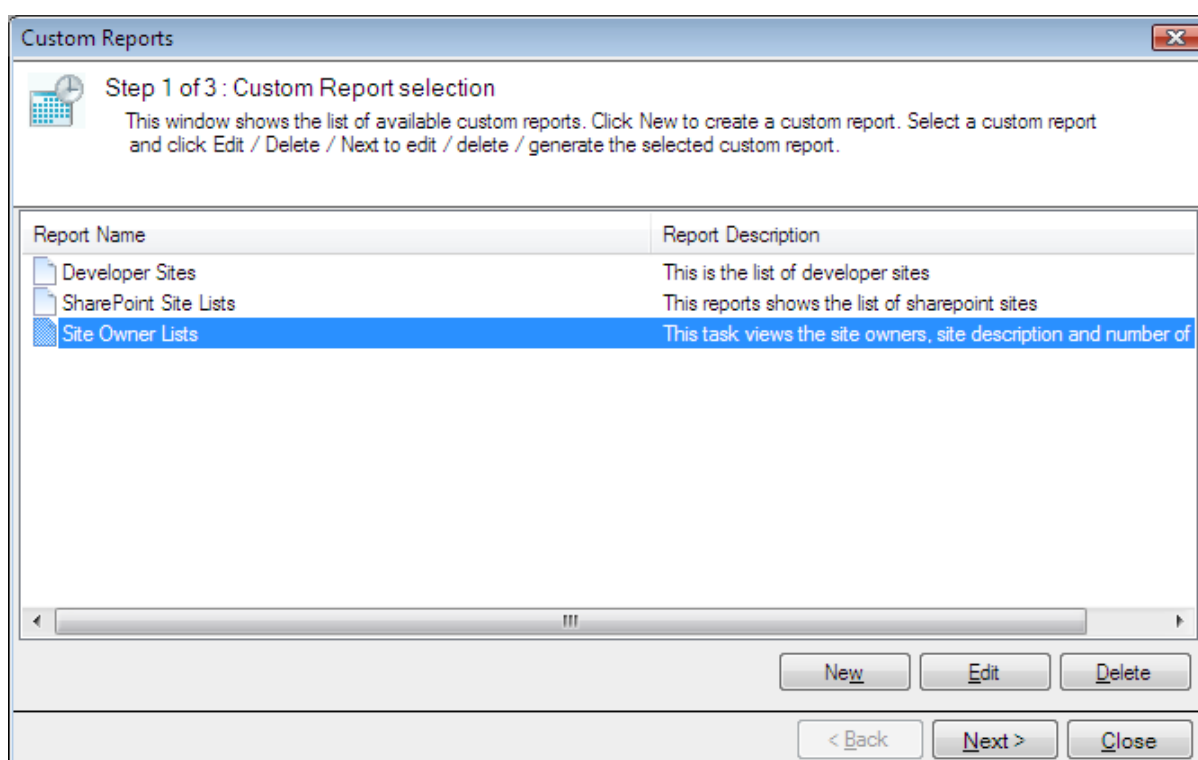 Custom Reports
Step 1 of 3 : Custom Report selection
This window shows the list of available custom reports. Click New to create a custom report. Select a custom report
and click Edit / Delete / Next to edit / delete / generate the selected custom report.
Report Name Report Description
Developer Sites This is the list of developer sites
SharePoint Site Lists This reports shows the list of sharepoint sites
Site Owner Lists This task views the site owners, site description and number of
New Edit Delete
< Back Next > Close